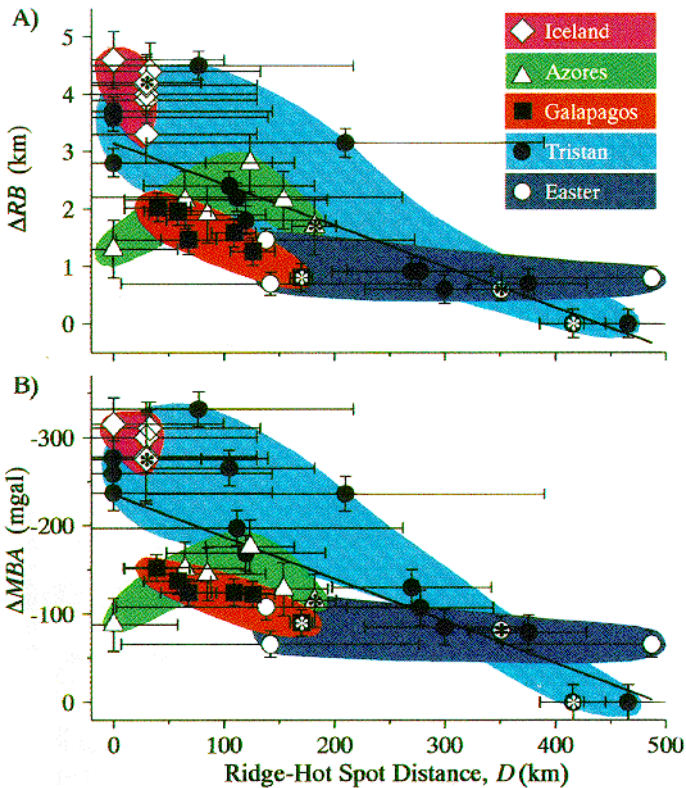 A)
5
4
3
2
1
0
ΔRB (km)
Iceland
Azores
Galapagos
Tristan
Easter
B)
-300
-200
-100
0
ΔMBA (mgal)
0
100
200
300
400
500
Ridge-Hot Spot Distance, D (km)